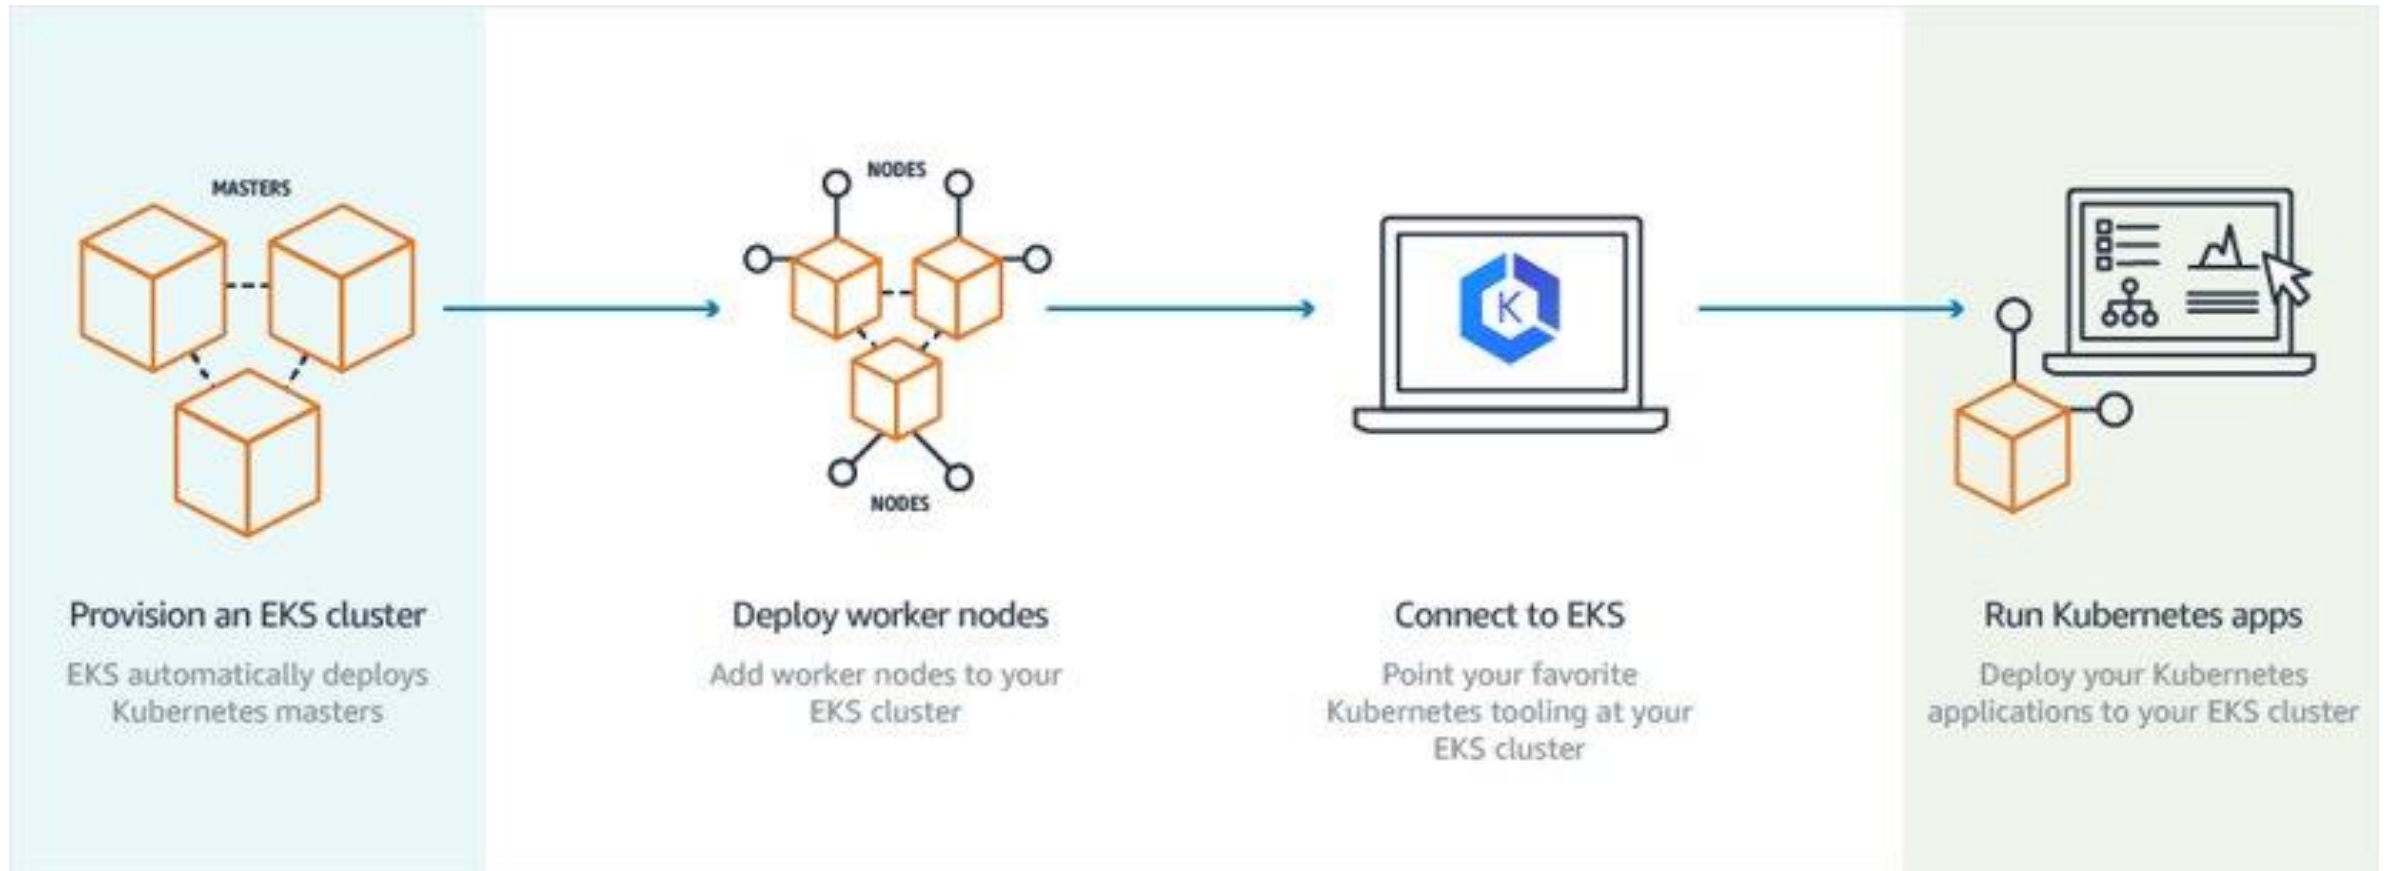 MASTERS
NODES
K
NODES
Provision an EKS cluster
EKS automatically deploys
Kubernetes masters
Deploy worker nodes
Add worker nodes to your
EKS cluster
Connect to EKS
Point your favorite
Kubernetes tooling at your
EKS cluster
Run Kubernetes apps
Deploy your Kubernetes
applications to your EKS cluster